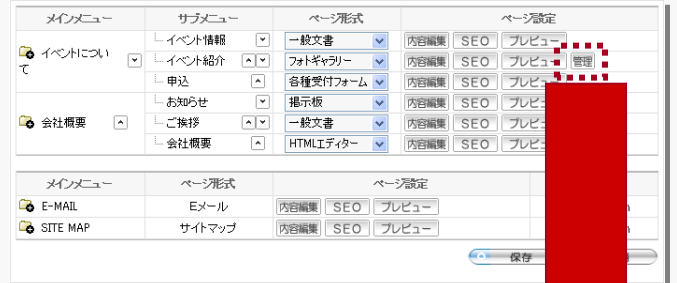 メインメニュー サブメニュー ページ形式 ページ設定
イベントについて
イベント情報 一般文書 内容編集 SEO プレビュー
イベント紹介 フォトギャラリー 内容編集 SEO プレビュー 管理
申込 各種受付フォーム 内容編集 SEO
会社概要
お知らせ 掲示板 内容編集 SEO
ご挨拶 一般文書 内容編集 SEO
会社概要 HTMLエディター 内容編集 SEO
メインメニュー ページ形式 ページ設定
E-MAIL Eメール 内容編集 SEO プレビュー
SITE MAP サイトマップ 内容編集 SEO プレビュー
保存